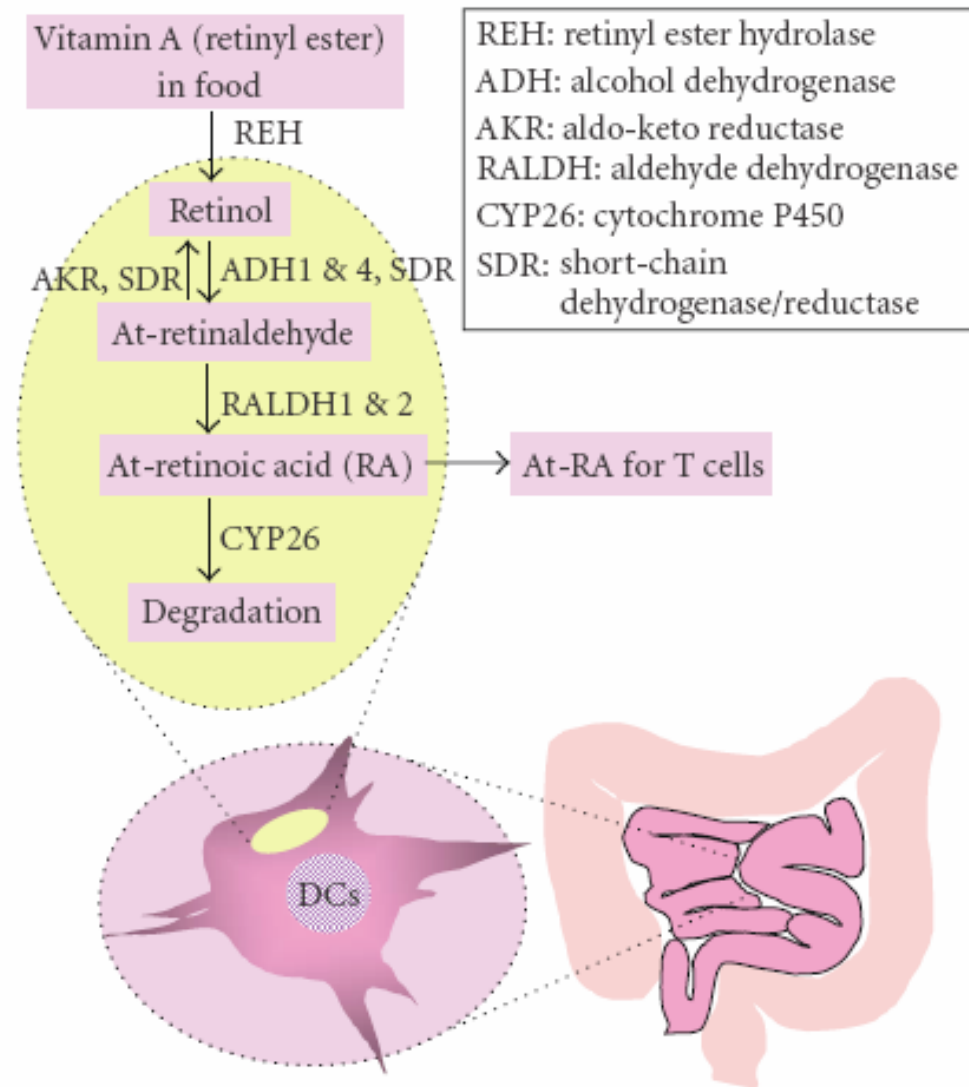 Vitamin A (retinyl ester)
in food
REH
Retinol
AKR, SDR
ADH1 & 4, SDR
At-retinaldehyde
RALDH1 & 2
At-retinoic acid (RA)
At-RA for T cells
CYP26
Degradation
DCs
REH: retinyl ester hydrolase
ADH: alcohol dehydrogenase
AKR: aldo-keto reductase
RALDH: aldehyde dehydrogenase
CYP26: cytochrome P450
SDR: short-chain
dehydrogenase/reductase